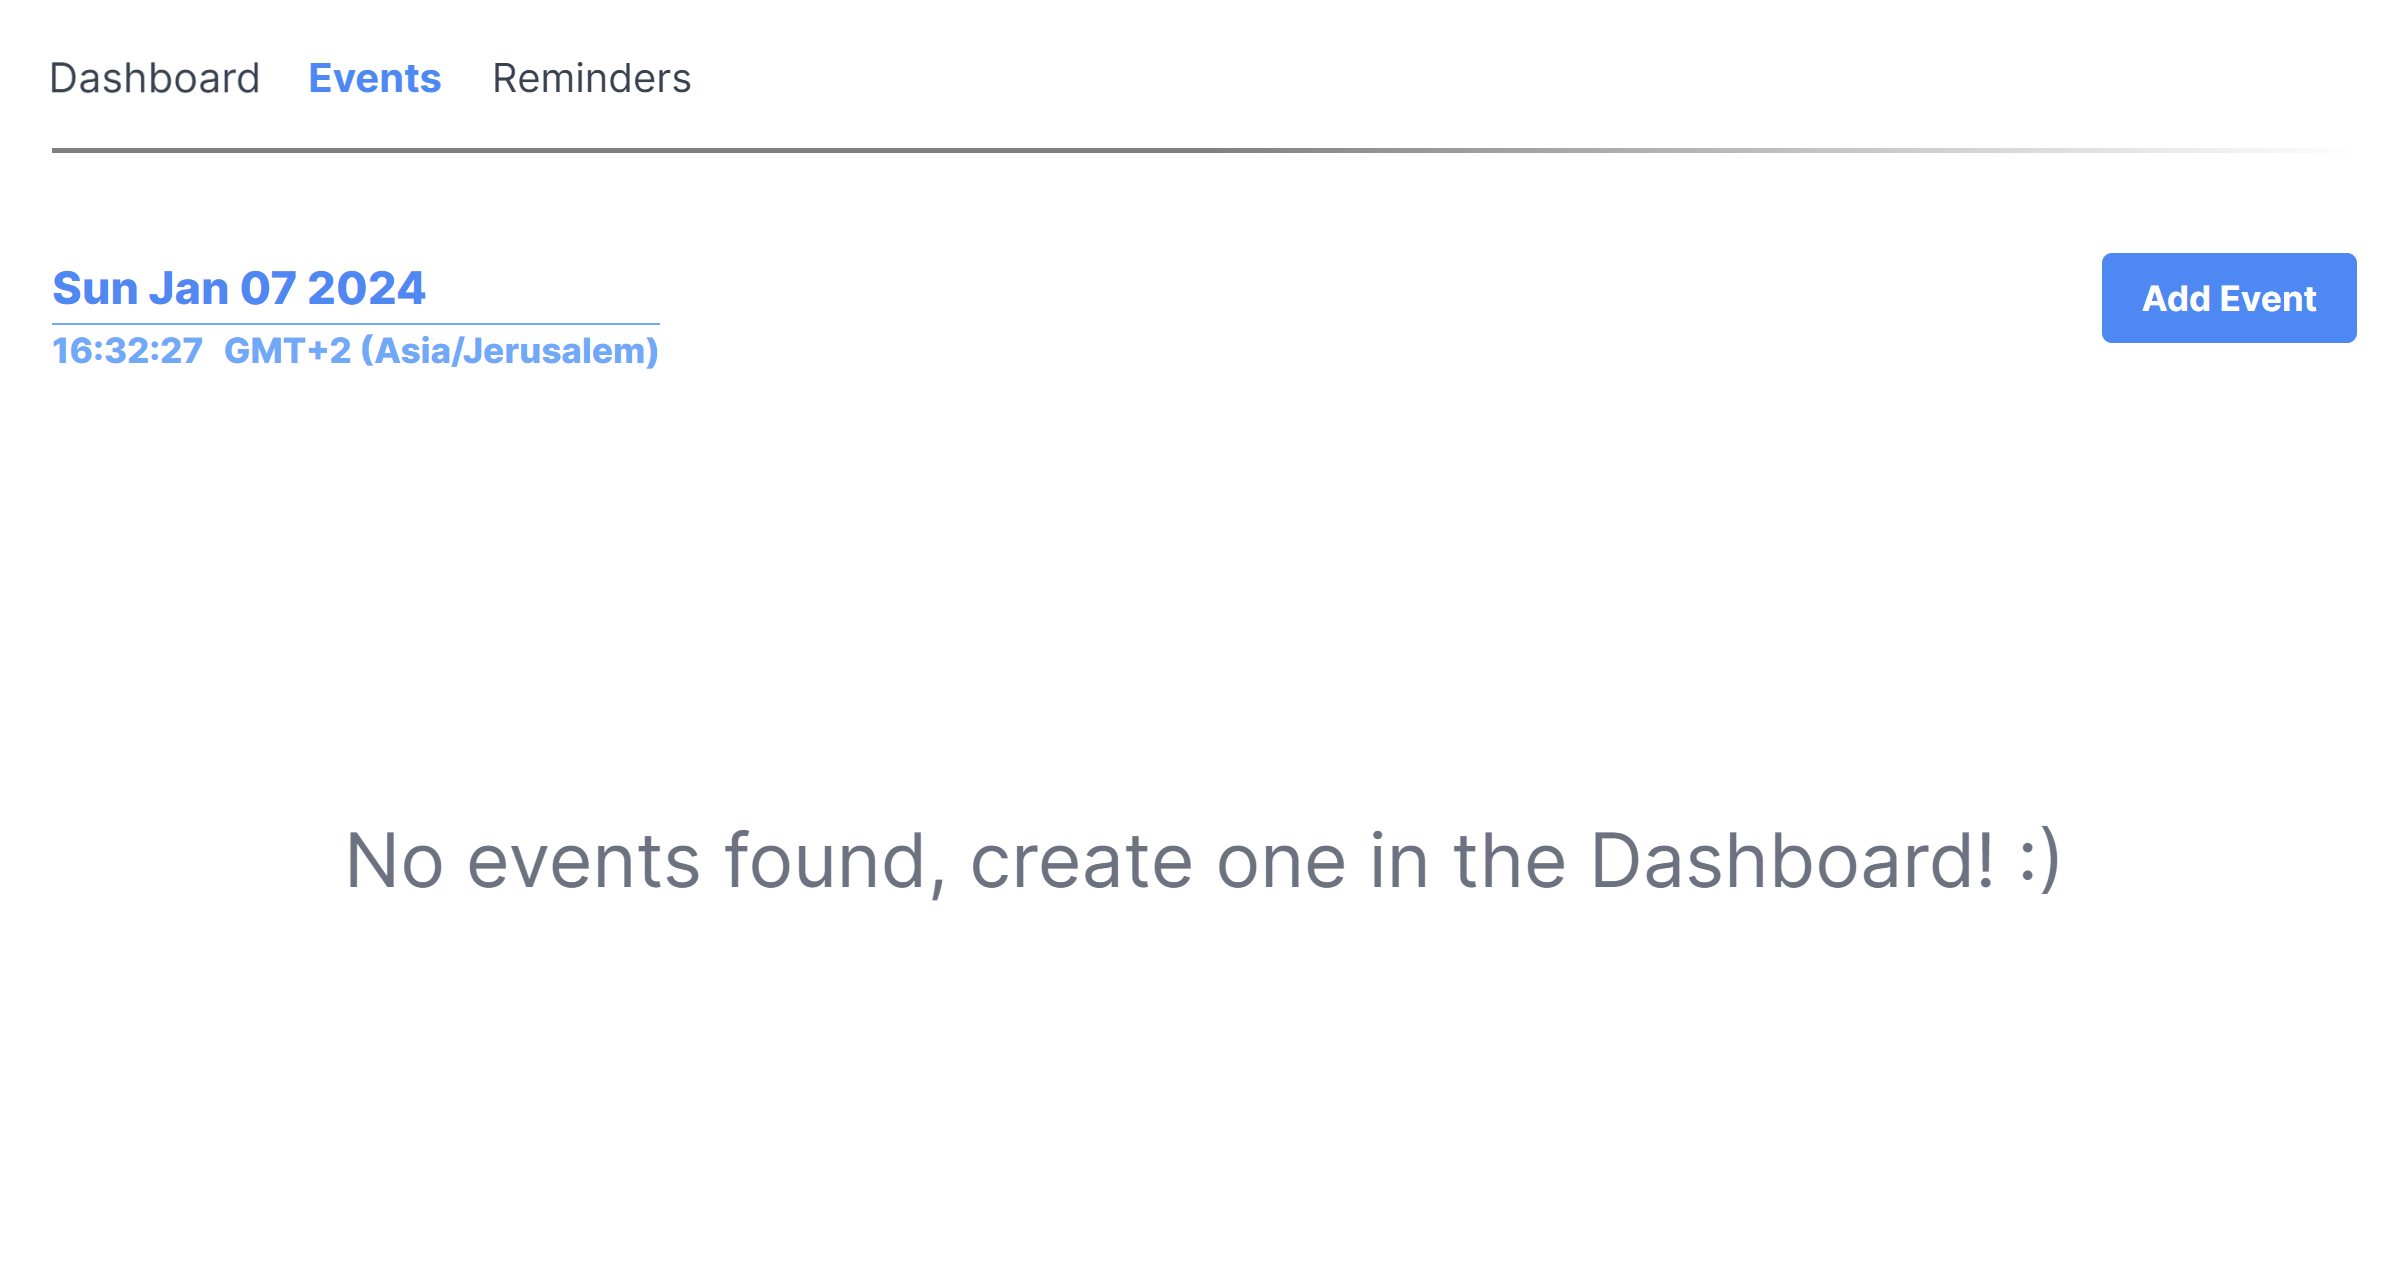 Dashboard Events Reminders
Sun Jan 07 2024
Add Event
16:32:27 GMT+2 (Asia/Jerusalem)
No events found, create one in the Dashboard! :)